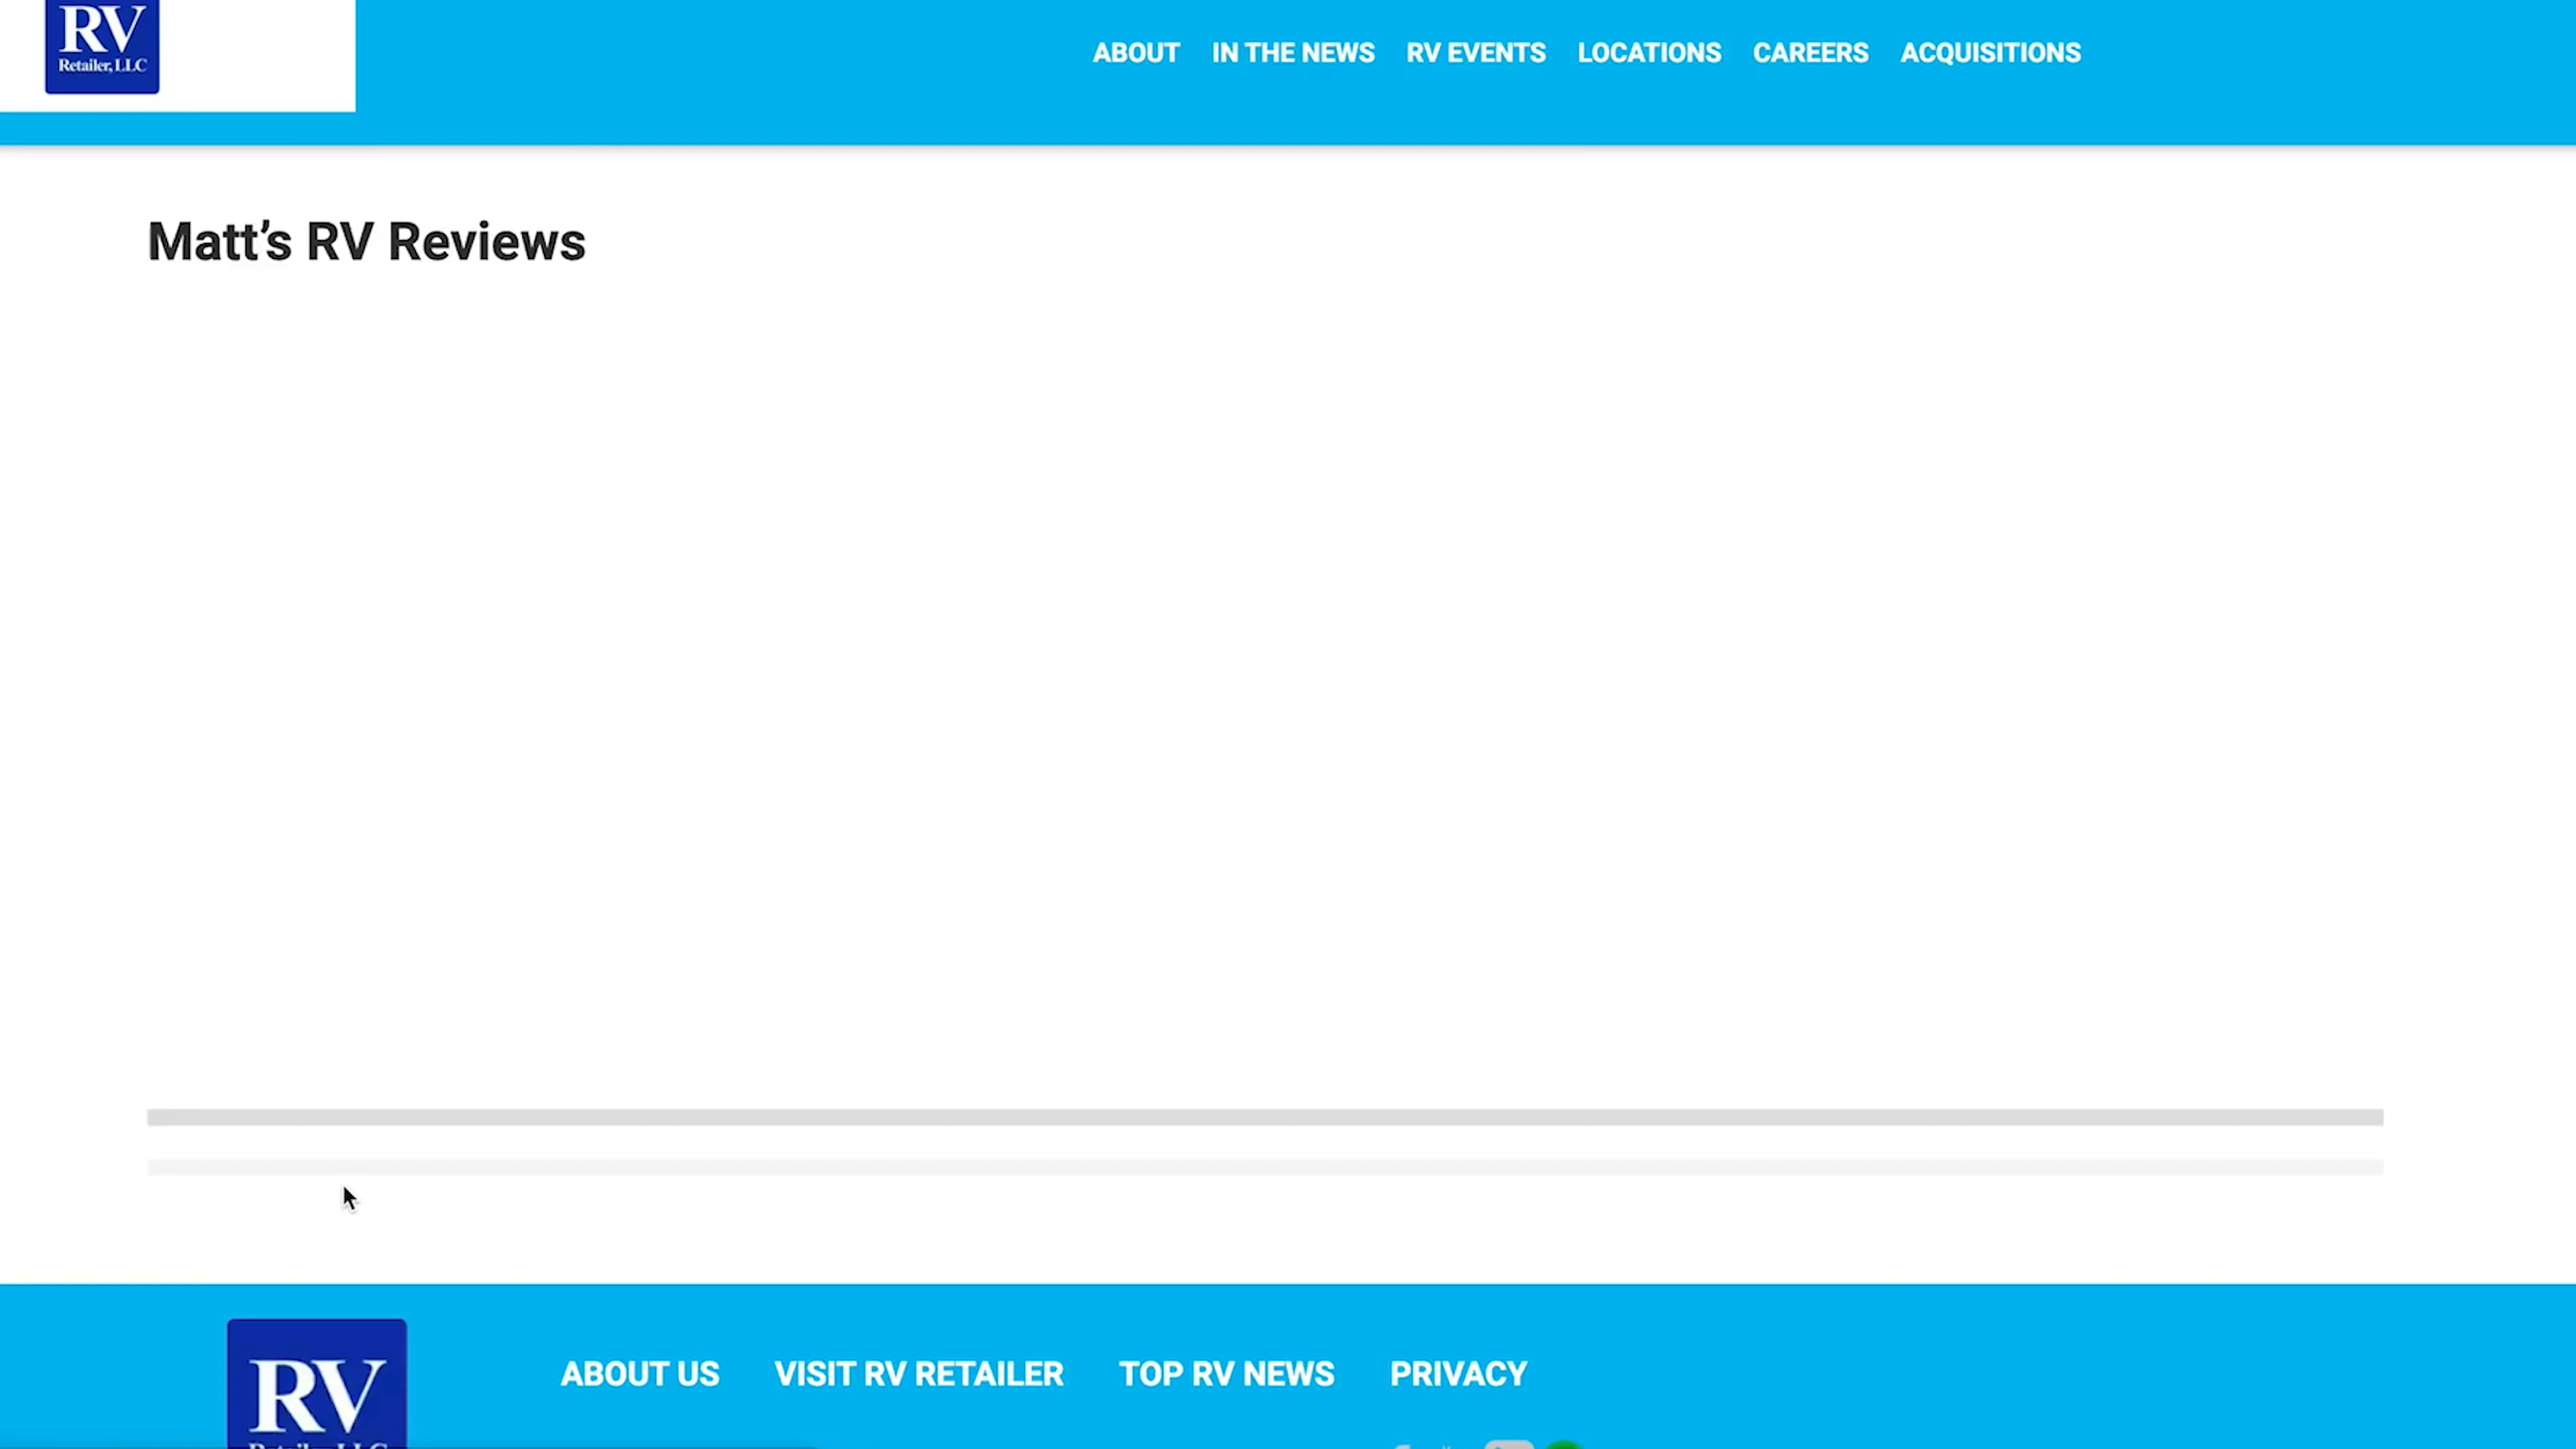 RV
Retailer, LLC
ABOUT IN THE NEWS RV EVENTS LOCATIONS CAREERS ACQUISITIONS
Matt’s RV Reviews
RV
ABOUT US VISIT RV RETAILER TOP RV NEWS PRIVACY